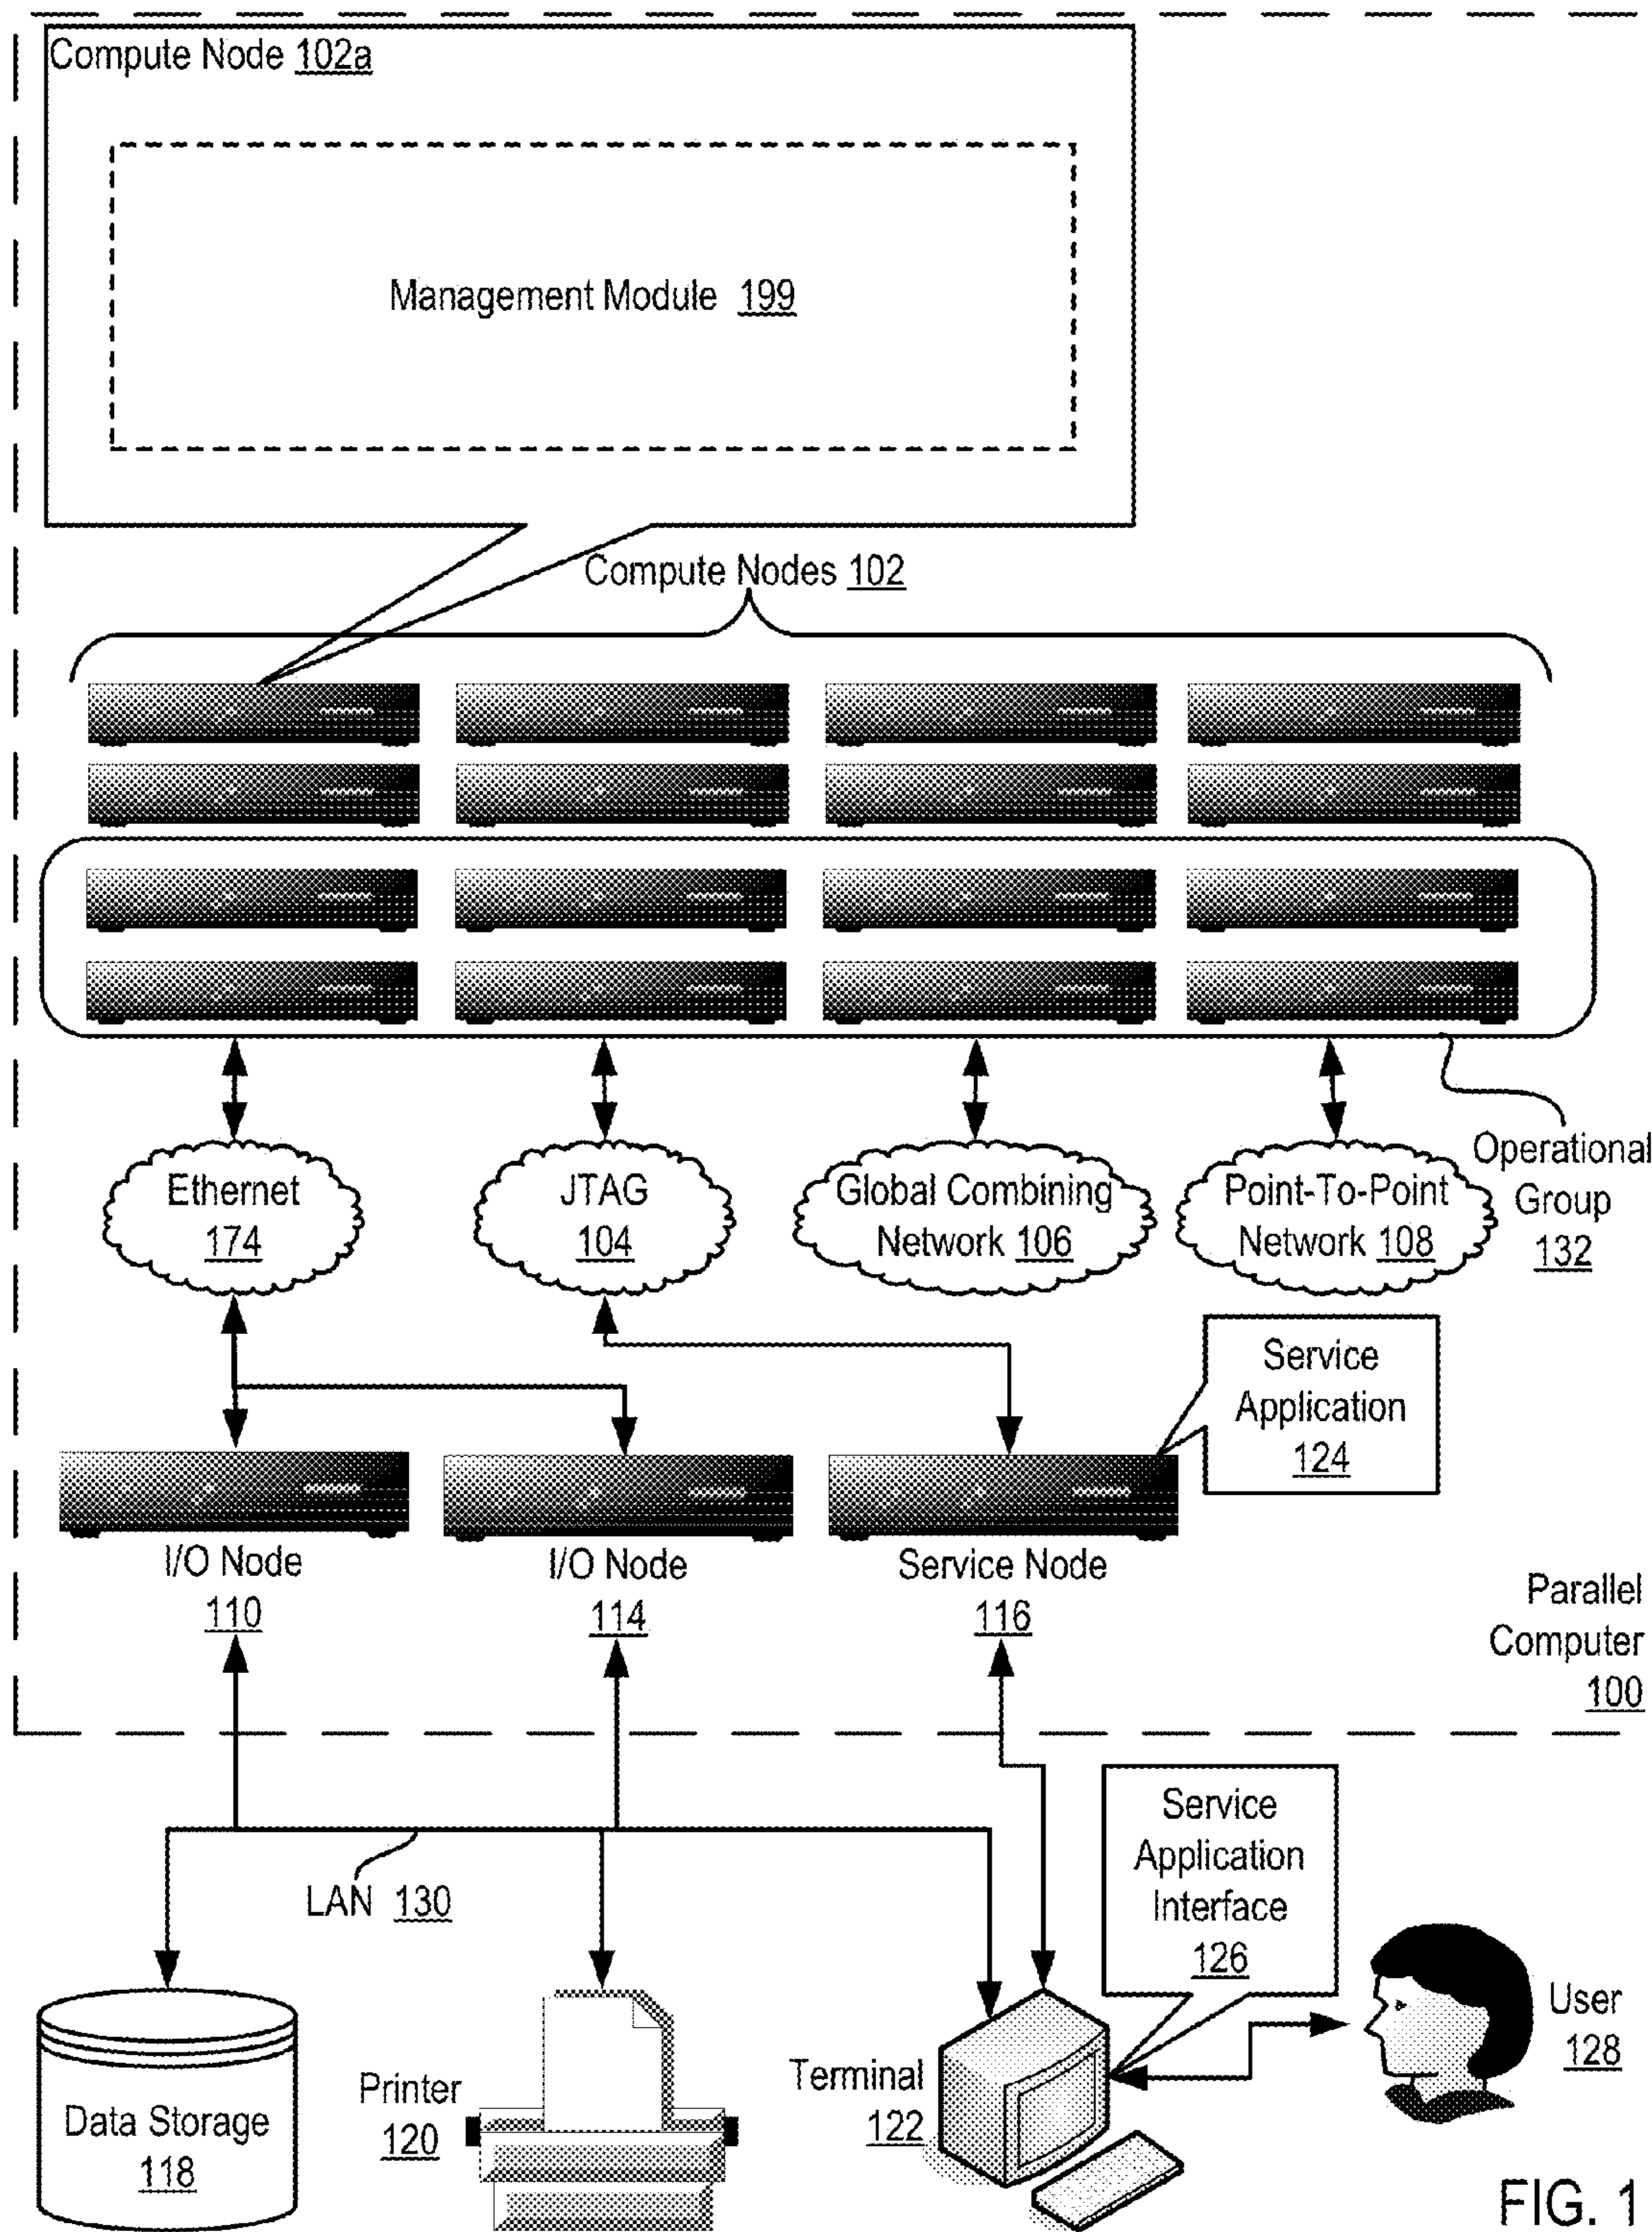 Compute Node 102a
Management Module 199
Compute Nodes 102
Ethernet
174
JTAG
104
Global Combining
Network 106
Point-To-Point
Network 108
Operational
Group
132
Service
Application
124
I/O Node
110
I/O Node
114
Service Node
116
Parallel
Computer
100
LAN 130
Service
Application
Interface
126
Data Storage
118
Printer
120
Terminal
122
User
128
FIG. 1